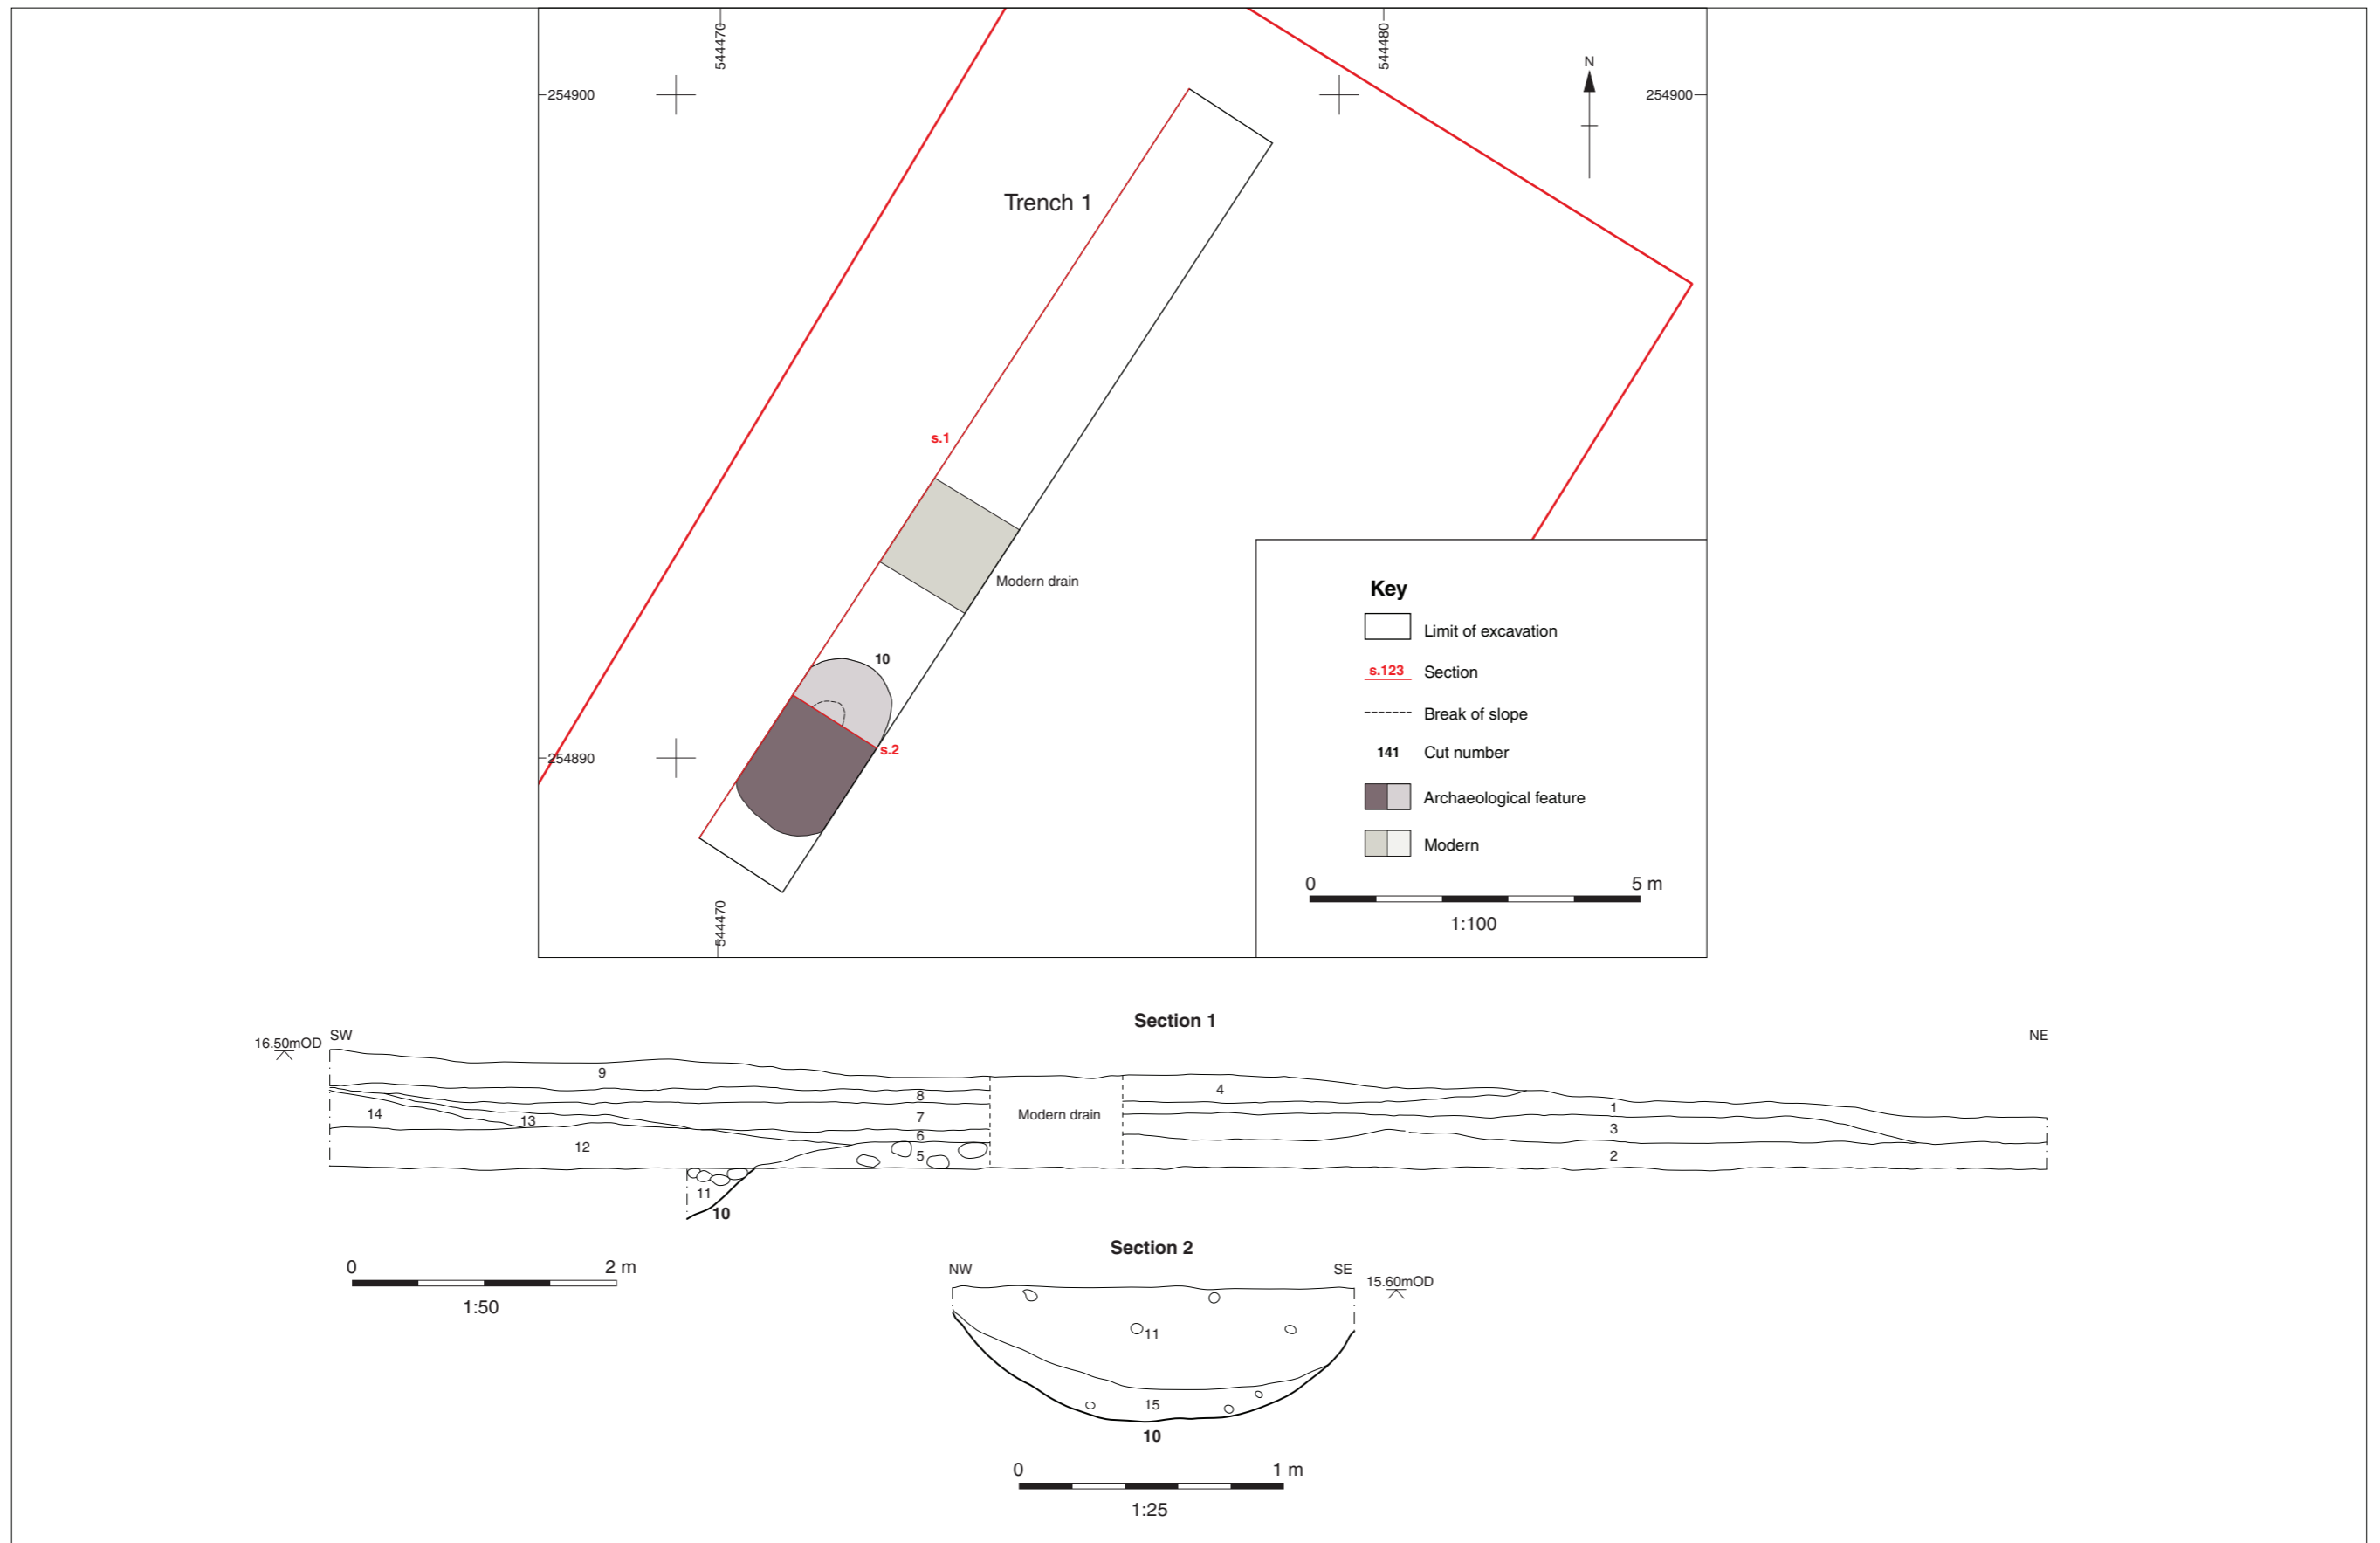 544470
544480
254900
N
254900
Trench 1
s.1
Modern drain
10
s.2
254890
544470
Key
Limit of excavation
s.123
Section
Break of slope
141
Cut number
Archaeological feature
Modern
0
5 m
1:100
Section 1
SW
NE
16.50mOD
9
8
4
14
13
7
Modern drain
1
12
6
3
5
2
11
10
0
2 m
1:50
Section 2
NW
SE
15.60mOD
11
15
10
0
1 m
1:25